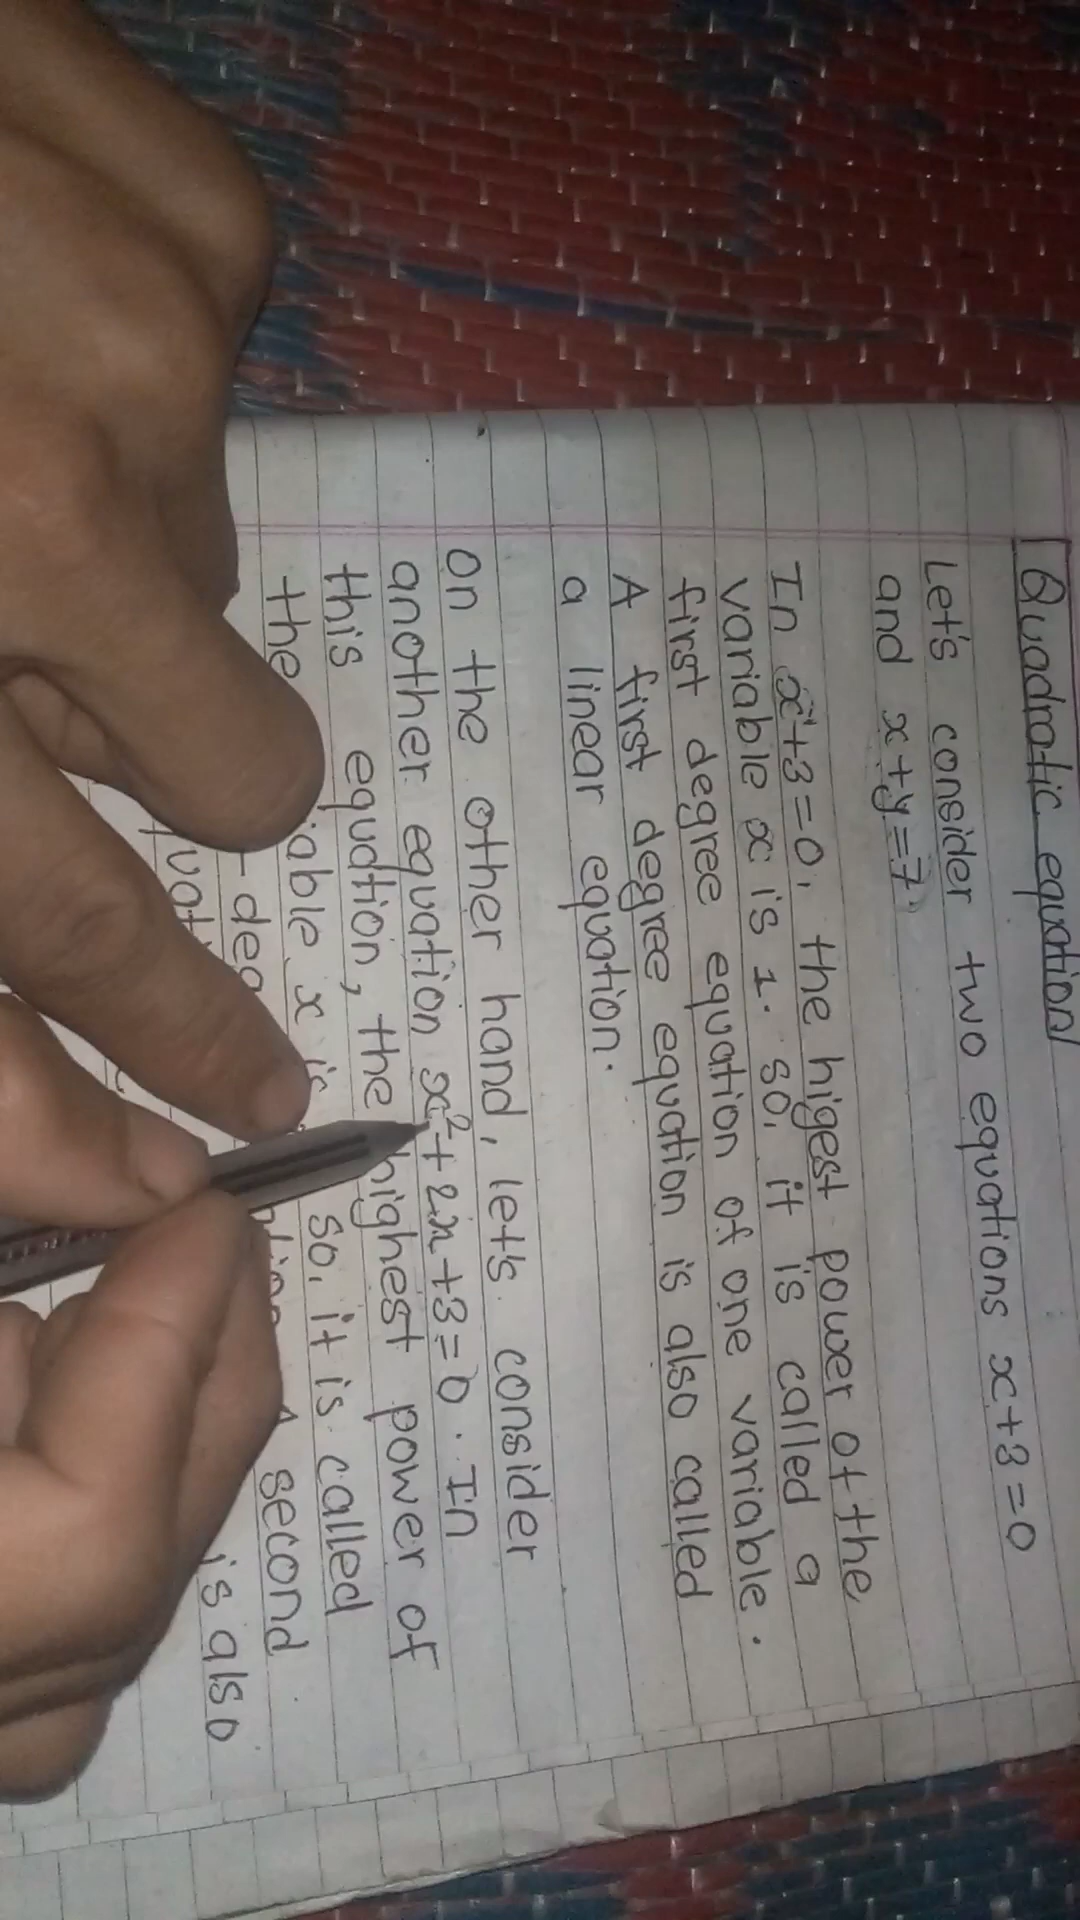 Quadratic equation
Let's consider two equations x+3=0
and x+y=7.
In x¹+3=0, the higest power of the
variable x is 1. so, it is called a
first degree equation of one variable.
A first degree equation is also called
a linear equation.
on the other hand, let's consider
another equation x²+2x+3=0. In
this equation, the highest power of
the x is so, it is called
second
is also